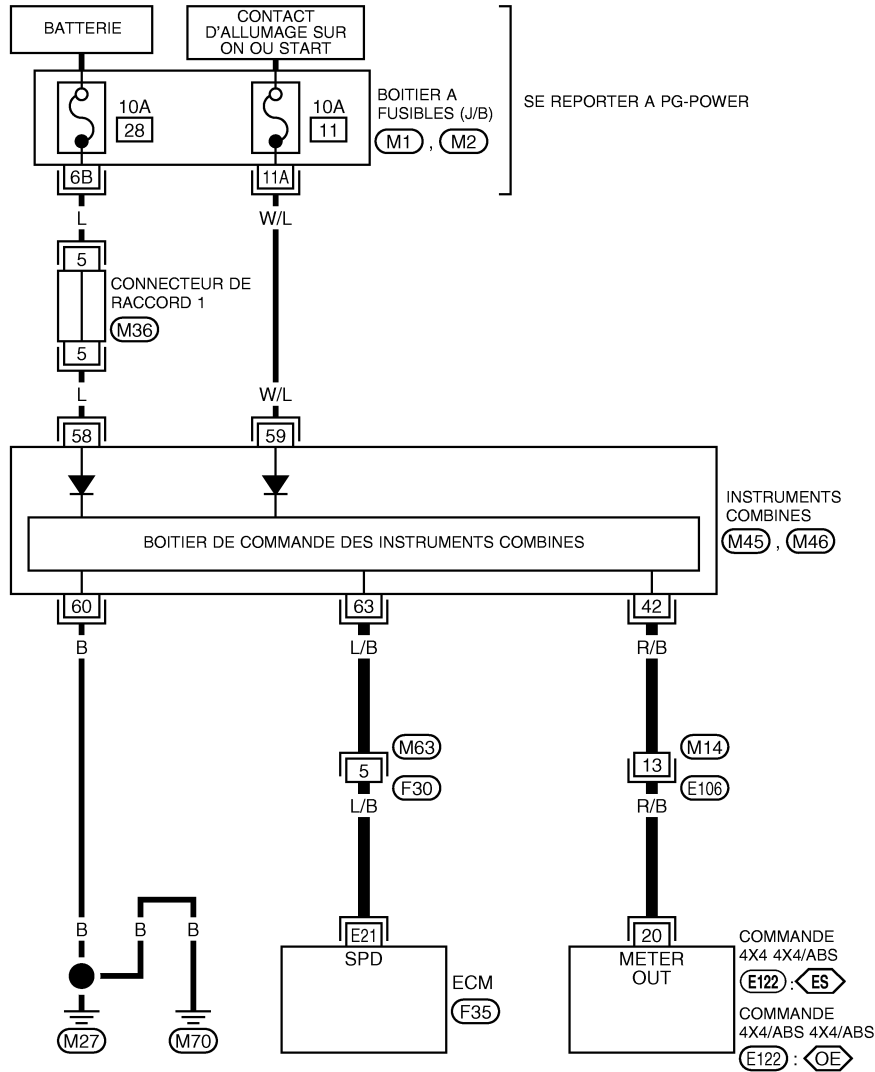 BATTERIE
CONTACT
D'ALLUMAGE SUR
ON OU START
10A
28
10A
11
BOITIER A
FUSIBLES (J/B)
M1 , M2
SE REPORTER A PG-POWER
6B
11A
L
W/L
5
CONNECTEUR DE
RACCORD 1
M36
5
L
W/L
58
59
INSTRUMENTS
COMBINES
M45 , M46
BOITIER DE COMMANDE DES INSTRUMENTS COMBINES
60
63
42
B
L/B
R/B
M63
5
F30
M14
13
E106
L/B
R/B
B
B
B
M27
M70
E21
SPD
ECM
F35
20
METER
OUT
COMMANDE
4X4 4X4/ABS
E122 : ES
COMMANDE
4X4/ABS 4X4/ABS
E122 : OE